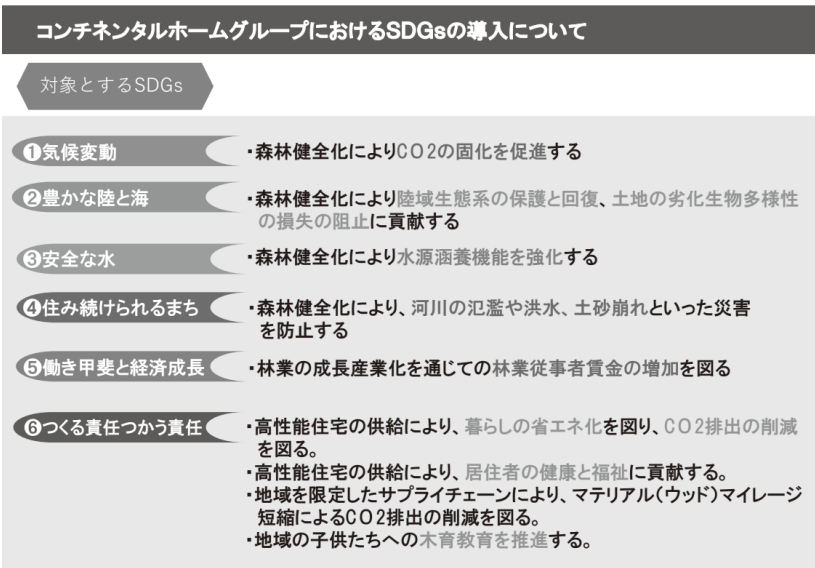 コンチネンタルホームグループにおけるSDGsの導入について
対象とするSDGs
❶気候変動
・森林健全化によりCO2の固化を促進する
❷豊かな陸と海
・森林健全化により陸域生態系の保護と回復、土地の劣化生物多様性
の損失の阻止に貢献する
❸安全な水
・森林健全化により水源涵養機能を強化する
❹住み続けられるまち
・森林健全化により、河川の氾濫や洪水、土砂崩れといった災害
を防止する
❺働き甲斐と経済成長
・林業の成長産業化を通じての林業従事者賃金の増加を図る
❻つくる責任つかう責任
・高性能住宅の供給により、暮らしの省エネ化を図り、CO2排出の削減
を図る。
・高性能住宅の供給により、居住者の健康と福祉に貢献する。
・地域を限定したサプライチェーンにより、マテリアル(ウッド)マイレージ
短縮によるCO2排出の削減を図る。
・地域の子供たちへの木育教育を推進する。